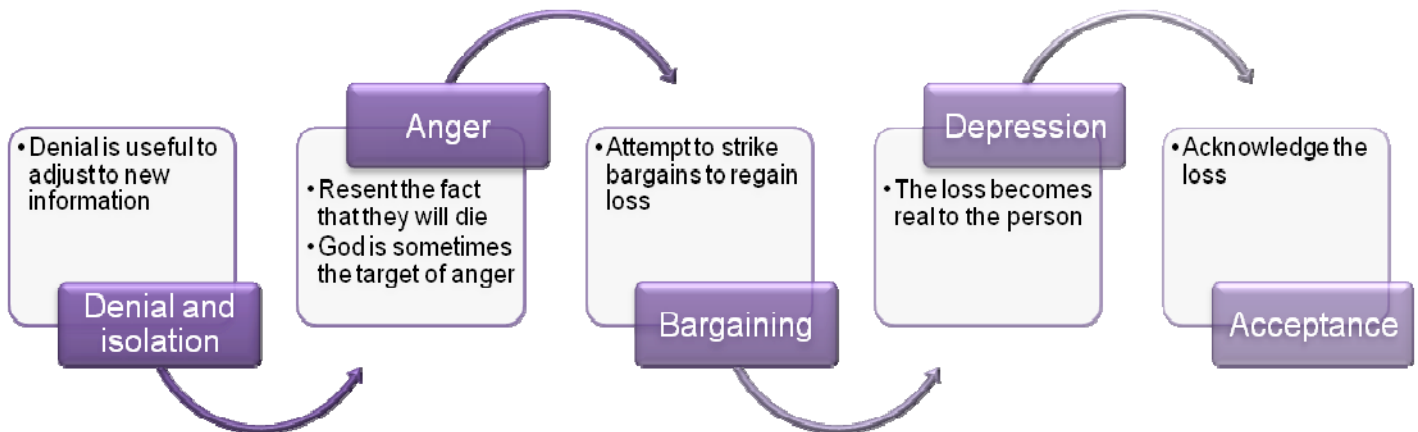 • Denial is useful to
adjust to new
information
Denial and
isolation
Anger
• Resent the fact
that they will die
• God is sometimes
the target of anger
• Attempt to strike
bargains to regain
loss
Bargaining
Depression
• The loss becomes
real to the person
• Acknowledge the
loss
Acceptance